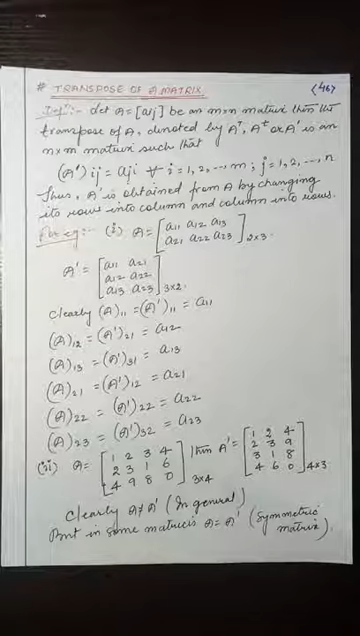 # TRANSPOSE OF A MATRIX.
Defⁿ:- Let A=[aij] be an m×n matrix then the
transpose of A, denoted by Aᵀ, Aᵗ or A' is an
n×m matrix such that
(A')ij = aji ∀ i=1,2,...,m; j=1,2,...,n
Thus, A' is obtained from A by changing
its rows into column and column into rows.
For eg:- (i) A= [a11 a12 a13
a21 a22 a23] 2×3.
A' = [a11 a21
a12 a22
a13 a23] 3×2.
Clearly (A)11 = (A')11 = a11
(A)12 = (A')21 = a12
(A)13 = (A')31 = a13
(A)21 = (A')12 = a21
(A)22 = (A')22 = a22
(A)23 = (A')32 = a23
(ii) A= [1 2 3 4
2 3 1 6
4 9 8 0] 3×4 then A' = [1 2 4
2 3 9
3 1 8
4 6 0] 4×3.
Clearly A≠A' (In general)
But in some matrices A = A' (Symmetric
matrix).